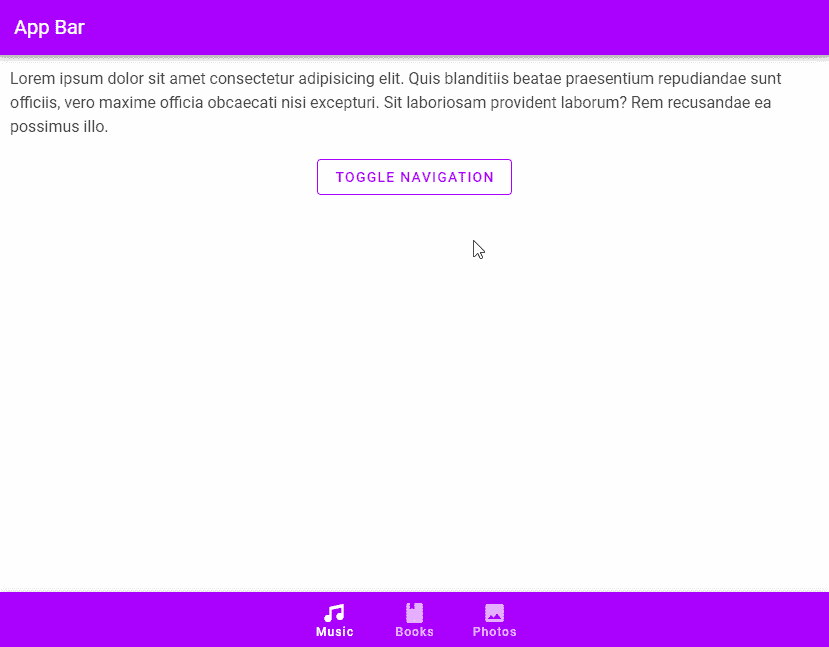 App Bar
Lorem ipsum dolor sit amet consectetur adipisicing elit. Quis blanditiis beatae praesentium repudiandae sunt
officiis, vero maxime officia obcaecati nisi excepturi. Sit laboriosam provident laborum? Rem recusandae ea
possimus illo.
TOGGLE NAVIGATION
Music Books Photos